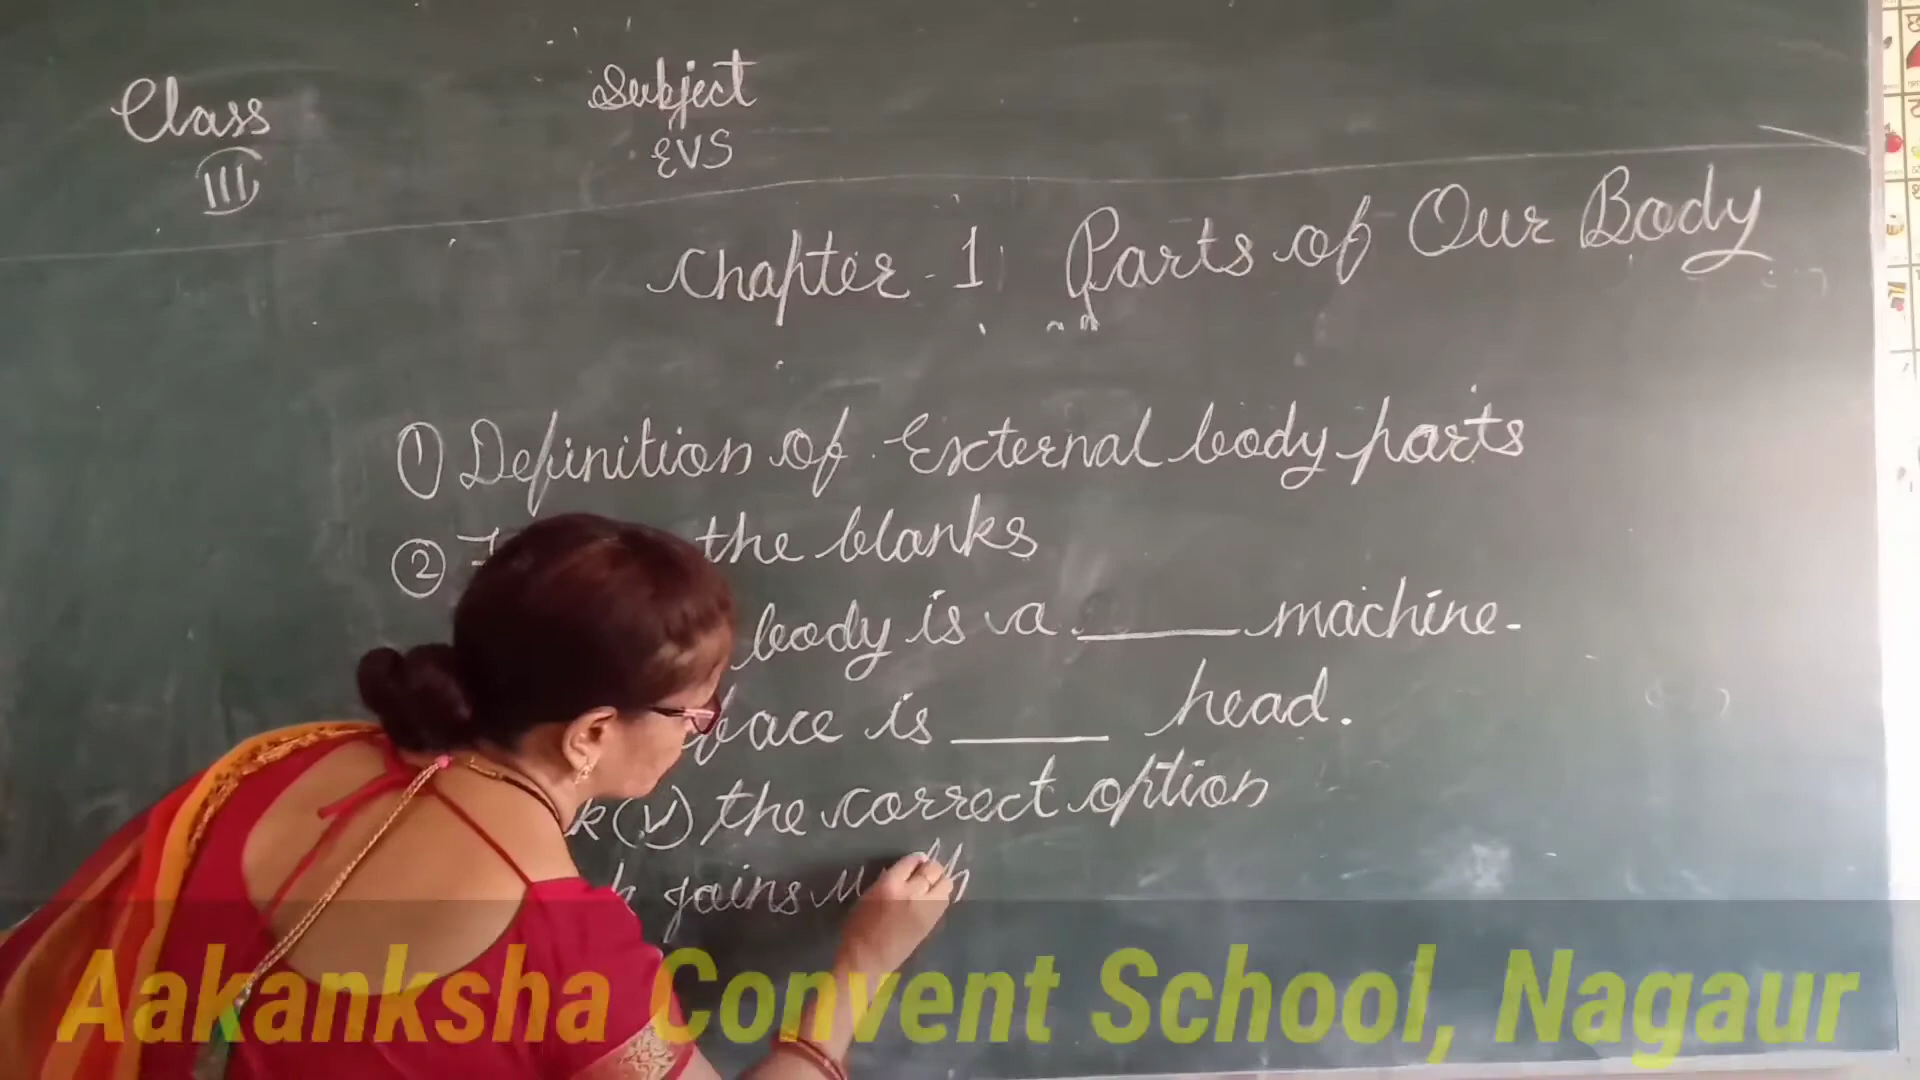 Class
III
Subject
EVS
Chapter-1 Parts of Our Body
① Definition of External body parts
② the blanks
body is a ____ machine.
face is ____ head.
k (✓) the correct option
k joins with
Aakanksha Convent School, Nagaur